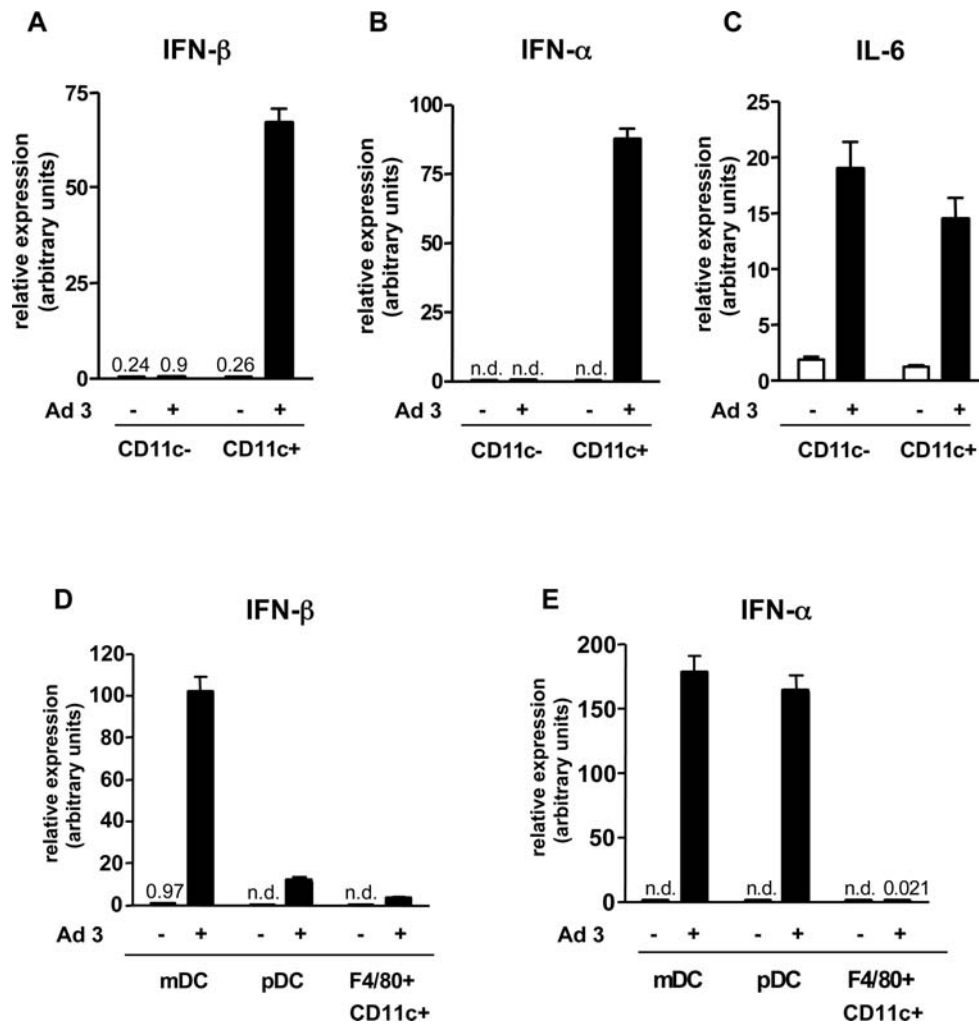 A
IFN-β
relative expression
(arbitrary units)
75
50
25
0
0.24 0.9 0.26
Ad 3 - + - +
CD11c- CD11c+
B
IFN-α
relative expression
(arbitrary units)
100
75
50
25
0
n.d. n.d. n.d.
Ad 3 - + - +
CD11c- CD11c+
C
IL-6
relative expression
(arbitrary units)
25
20
15
10
5
0
Ad 3 - + - +
CD11c- CD11c+
D
IFN-β
relative expression
(arbitrary units)
120
100
80
60
40
20
0
0.97 n.d. n.d.
Ad 3 - + - + - +
mDC pDC F4/80+
CD11c+
E
IFN-α
relative expression
(arbitrary units)
200
150
100
50
0
n.d. n.d. n.d. 0.021
Ad 3 - + - + - +
mDC pDC F4/80+
CD11c+